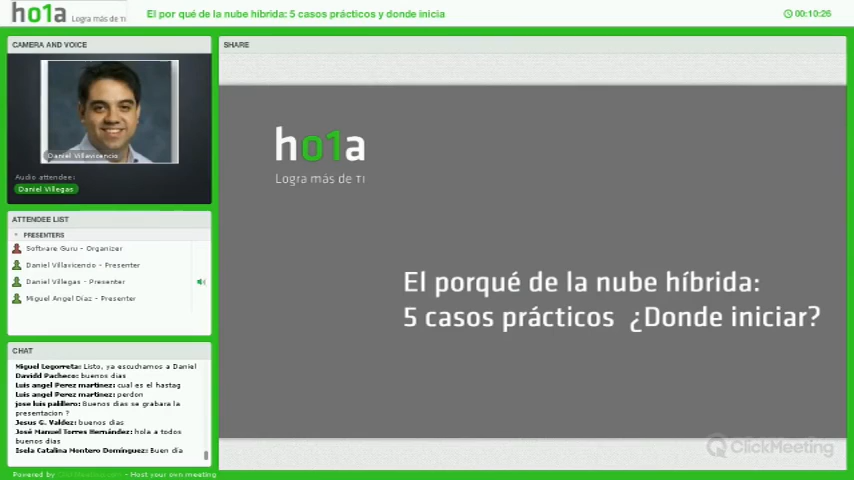 ho1a
Logra más de TI
El por qué de la nube híbrida: 5 casos prácticos y donde inicia
00:10:26
CAMERA AND VOICE
SHARE
Daniel Villavicencio
Audio attendee:
Daniel Villegas
ho1a
Logra más de TI
El porqué de la nube híbrida:
5 casos prácticos ¿Donde iniciar?
ATTENDEE LIST
PRESENTERS
Software Guru - Organizer
Daniel Villavicencio - Presenter
Daniel Villegas - Presenter
Miguel Angel Diaz - Presenter
CHAT
Miguel Legorreta: Listo, ya escuchamos a Daniel
Davidd Pacheco: buenos dias
Luis angel Perez martinez: cual es el hastag
Luis angel Perez martinez: perdon
jose luis palillero: Buenos dias se grabara la
presentacion ?
Jesus G. Valdez: buenos dias
José Manuel Torres Hernández: hola a todos
buenos dias
Isela Catalina Montero Domínguez: Buen día
ClickMeeting
Powered by ClickMeeting.com - Host your own meeting